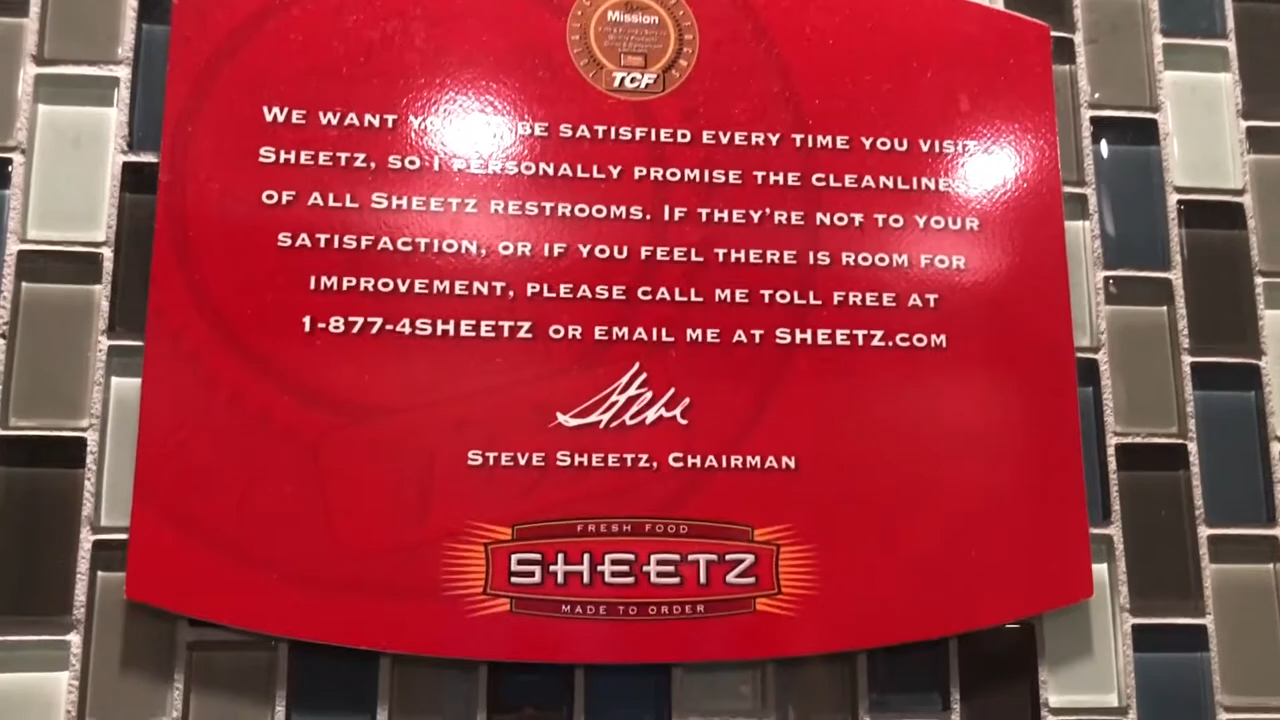 Mission
TCF
WE WANT YOU BE SATISFIED EVERY TIME YOU VISIT
SHEETZ, SO I PERSONALLY PROMISE THE CLEANLINESS
OF ALL SHEETZ RESTROOMS. IF THEY'RE NOT TO YOUR
SATISFACTION, OR IF YOU FEEL THERE IS ROOM FOR
IMPROVEMENT, PLEASE CALL ME TOLL FREE AT
1-877-4SHEETZ OR EMAIL ME AT SHEETZ.COM
Steve
STEVE SHEETZ, CHAIRMAN
FRESH FOOD
SHEETZ
MADE TO ORDER